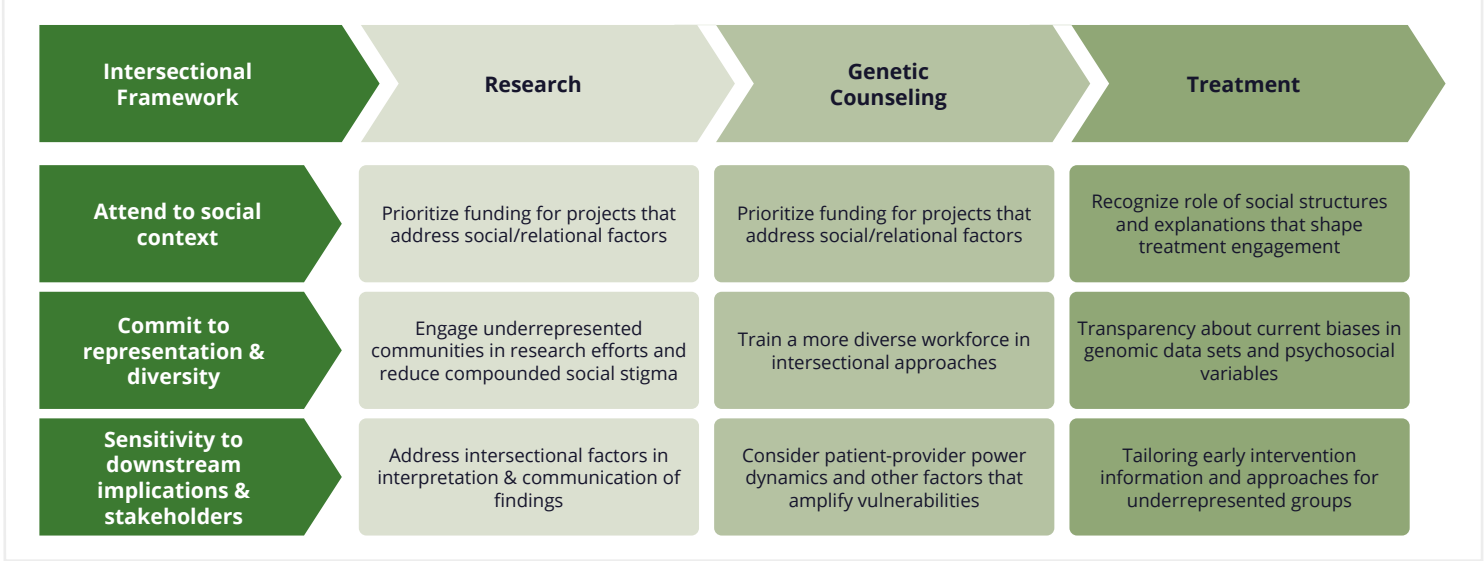 Intersectional
Framework
Research
Genetic
Counseling
Treatment
Attend to social
context
Prioritize funding for projects that
address social/relational factors
Prioritize funding for projects that
address social/relational factors
Recognize role of social structures
and explanations that shape
treatment engagement
Commit to
representation &
diversity
Engage underrepresented
communities in research efforts and
reduce compounded social stigma
Train a more diverse workforce in
intersectional approaches
Transparency about current biases in
genomic data sets and psychosocial
variables
Sensitivity to
downstream
implications &
stakeholders
Address intersectional factors in
interpretation & communication of
findings
Consider patient-provider power
dynamics and other factors that
amplify vulnerabilities
Tailoring early intervention
information and approaches for
underrepresented groups